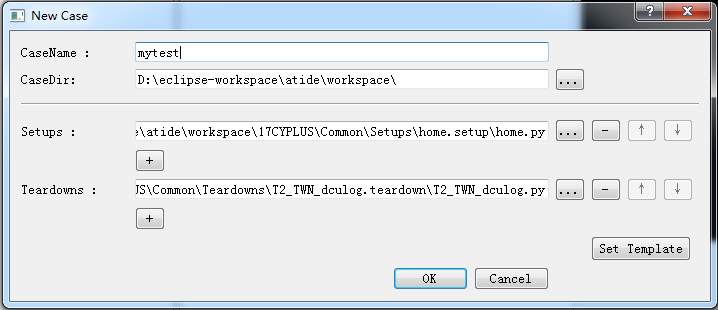 New Case
CaseName : mytest
CaseDir: D:\eclipse-workspace\atide\workspace\ ...
Setups : \atide\workspace\17CYPLUS\Common\Setups\home.setup\home.py ... - ↑ ↓
+
Teardowns : JS\Common\Teardowns\T2_TWN_dculog.teardown\T2_TWN_dculog.py ... - ↑ ↓
+
Set Template
OK Cancel